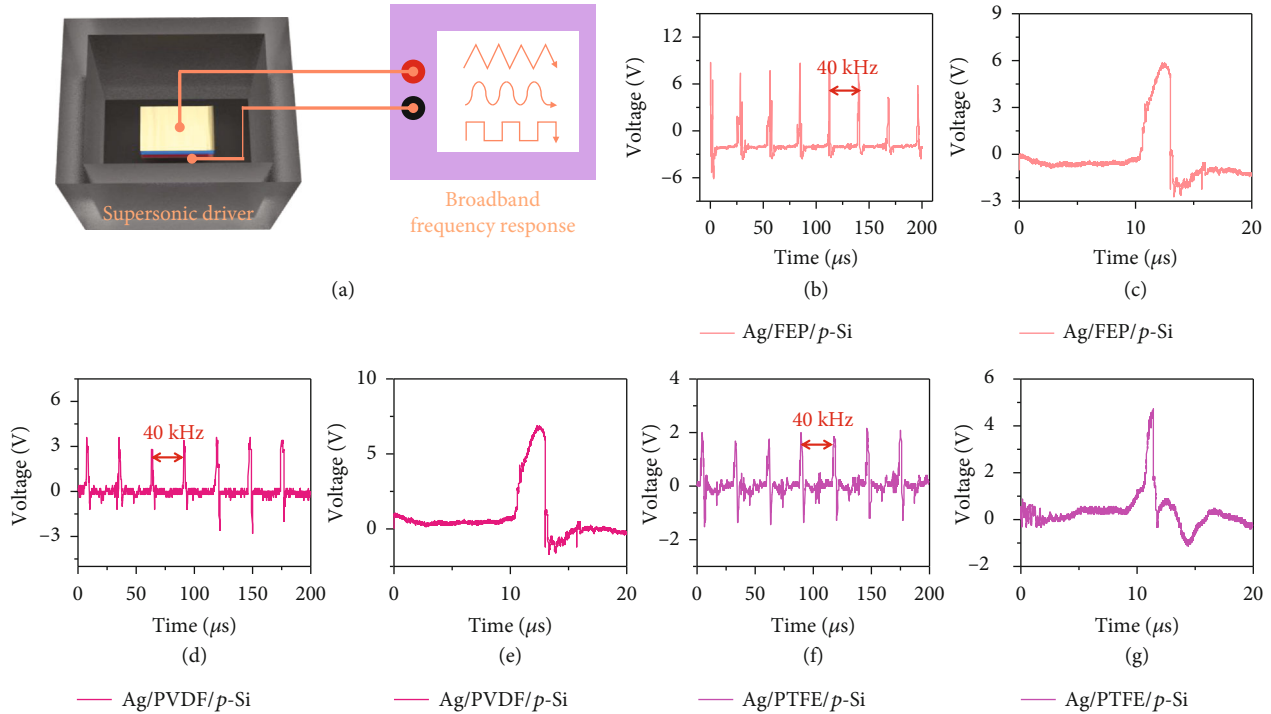 Supersonic driver
Broadband
frequency response
(a)
Voltage (V)
12
6
0
−6
40 kHz
0 50 100 150 200
Time (μs)
(b)
Ag/FEP/p-Si
Voltage (V)
9
6
3
0
−3
0 10 20
Time (μs)
(c)
Ag/FEP/p-Si
Voltage (V)
6
3
0
−3
40 kHz
0 50 100 150 200
Time (μs)
(d)
Ag/PVDF/p-Si
Voltage (V)
10
5
0
0 10 20
Time (μs)
(e)
Ag/PVDF/p-Si
Voltage (V)
4
2
0
−2
40 kHz
0 50 100 150 200
Time (μs)
(f)
Ag/PTFE/p-Si
Voltage (V)
6
4
2
0
−2
0 10 20
Time (μs)
(g)
Ag/PTFE/p-Si